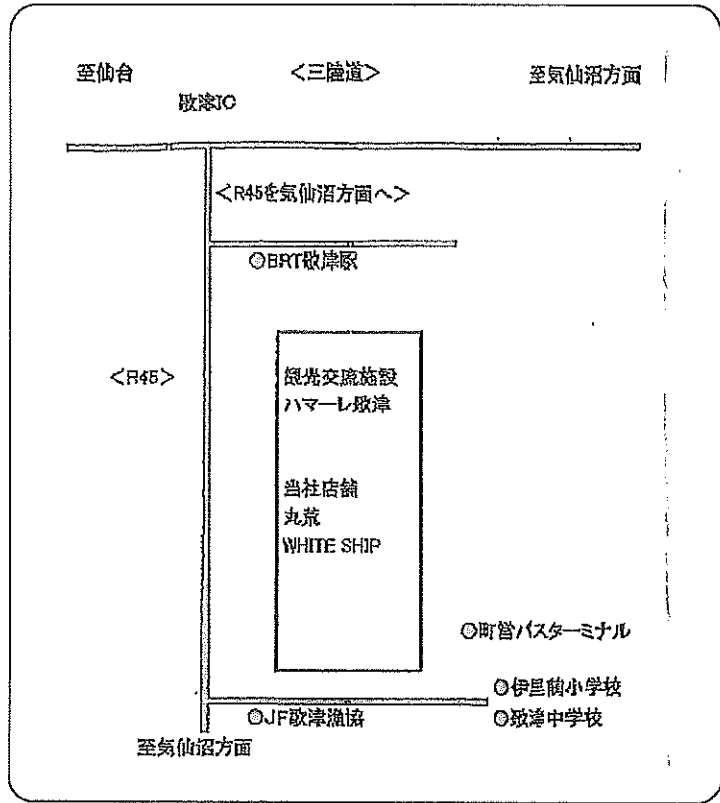 至仙台
<三陸道>
至気仙沼方面
歌津IC
<R45を気仙沼方面へ>
◎BRT歌津駅
<R45>
観光交流施設
ハマーレ歌津
当社店舗
丸荒
WHITE SHIP
◎町営バスターミナル
◎伊里前小学校
◎JF歌津漁協
◎歌津中学校
至気仙沼方面